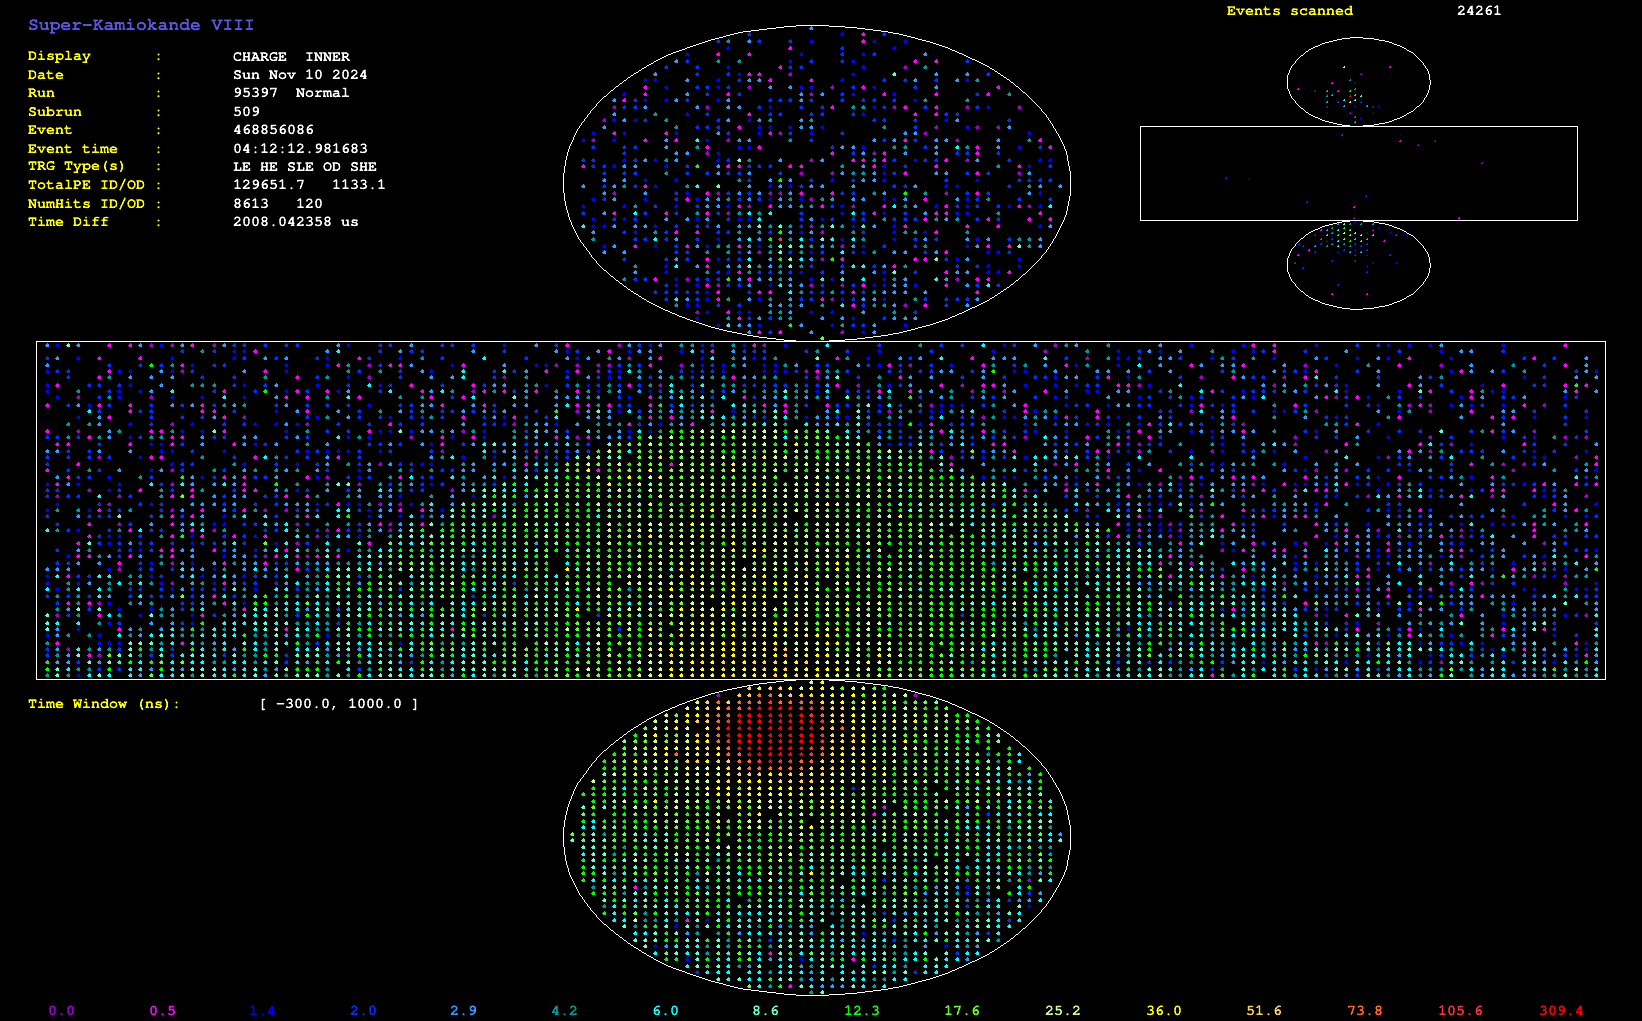 Super-Kamiokande VIII
Events scanned 24261
Display : CHARGE INNER
Date : Sun Nov 10 2024
Run : 95397 Normal
Subrun : 509
Event : 468856086
Event time : 04:12:12.981683
TRG Type(s) : LE HE SLE OD SHE
TotalPE ID/OD : 129651.7 1133.1
NumHits ID/OD : 8613 120
Time Diff : 2008.042358 us
Time Window (ns): [ -300.0, 1000.0 ]
0.0 0.5 1.4 2.0 2.9 4.2 6.0 8.6 12.3 17.6 25.2 36.0 51.6 73.8 105.6 309.4